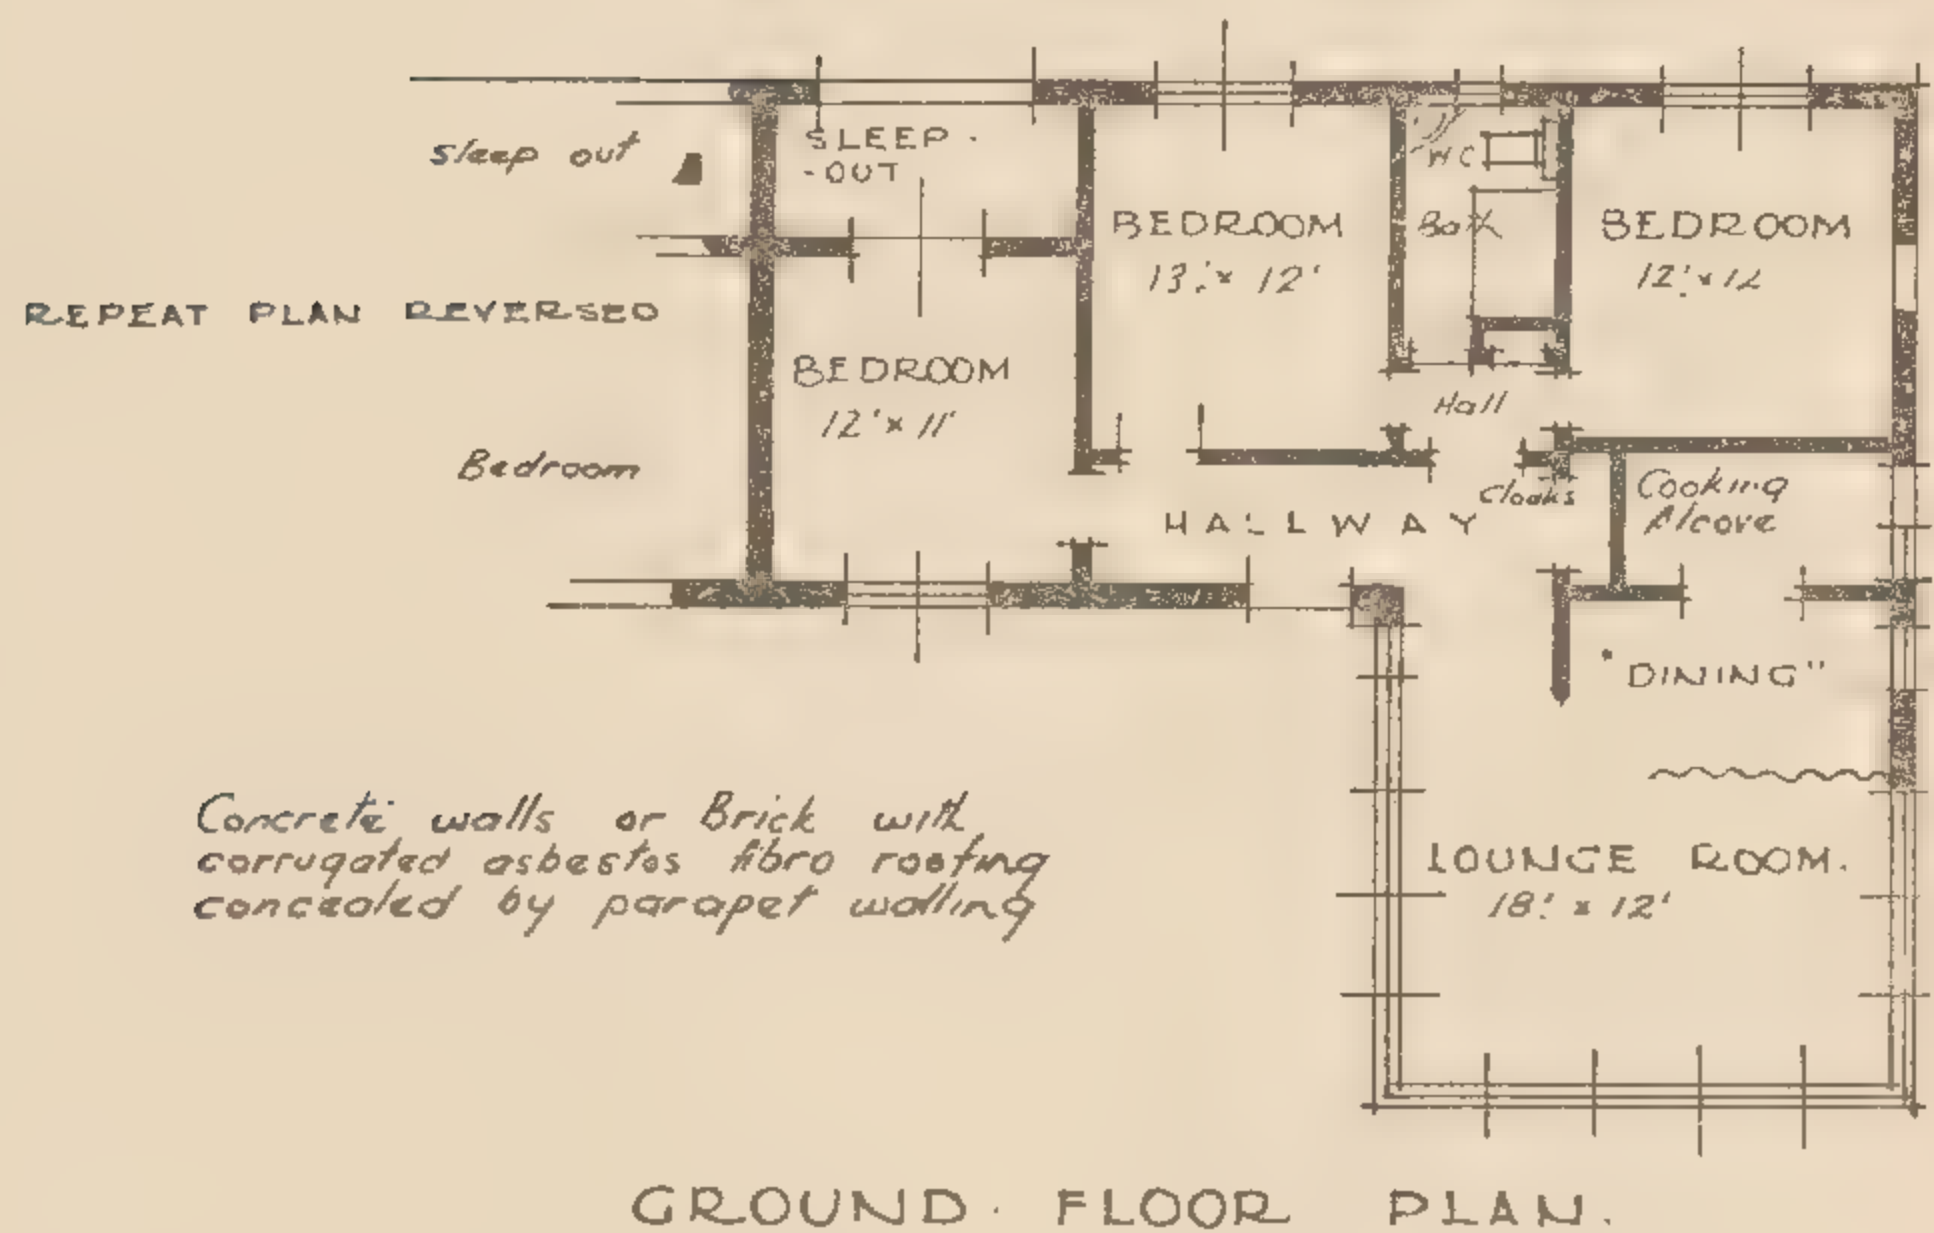 Sleep out
SLEEP-
-OUT
WC
BEDROOM
13' x 12'
Bath
BEDROOM
12' x 12
REPEAT PLAN REVERSED
BEDROOM
12' x 11'
Hall
Bedroom
Cloaks
Cooking
Alcove
HALLWAY
"DINING"
Concrete walls or Brick with
corrugated asbestos fibro roofing
concealed by parapet walling
LOUNGE ROOM.
18' x 12'
GROUND FLOOR PLAN.